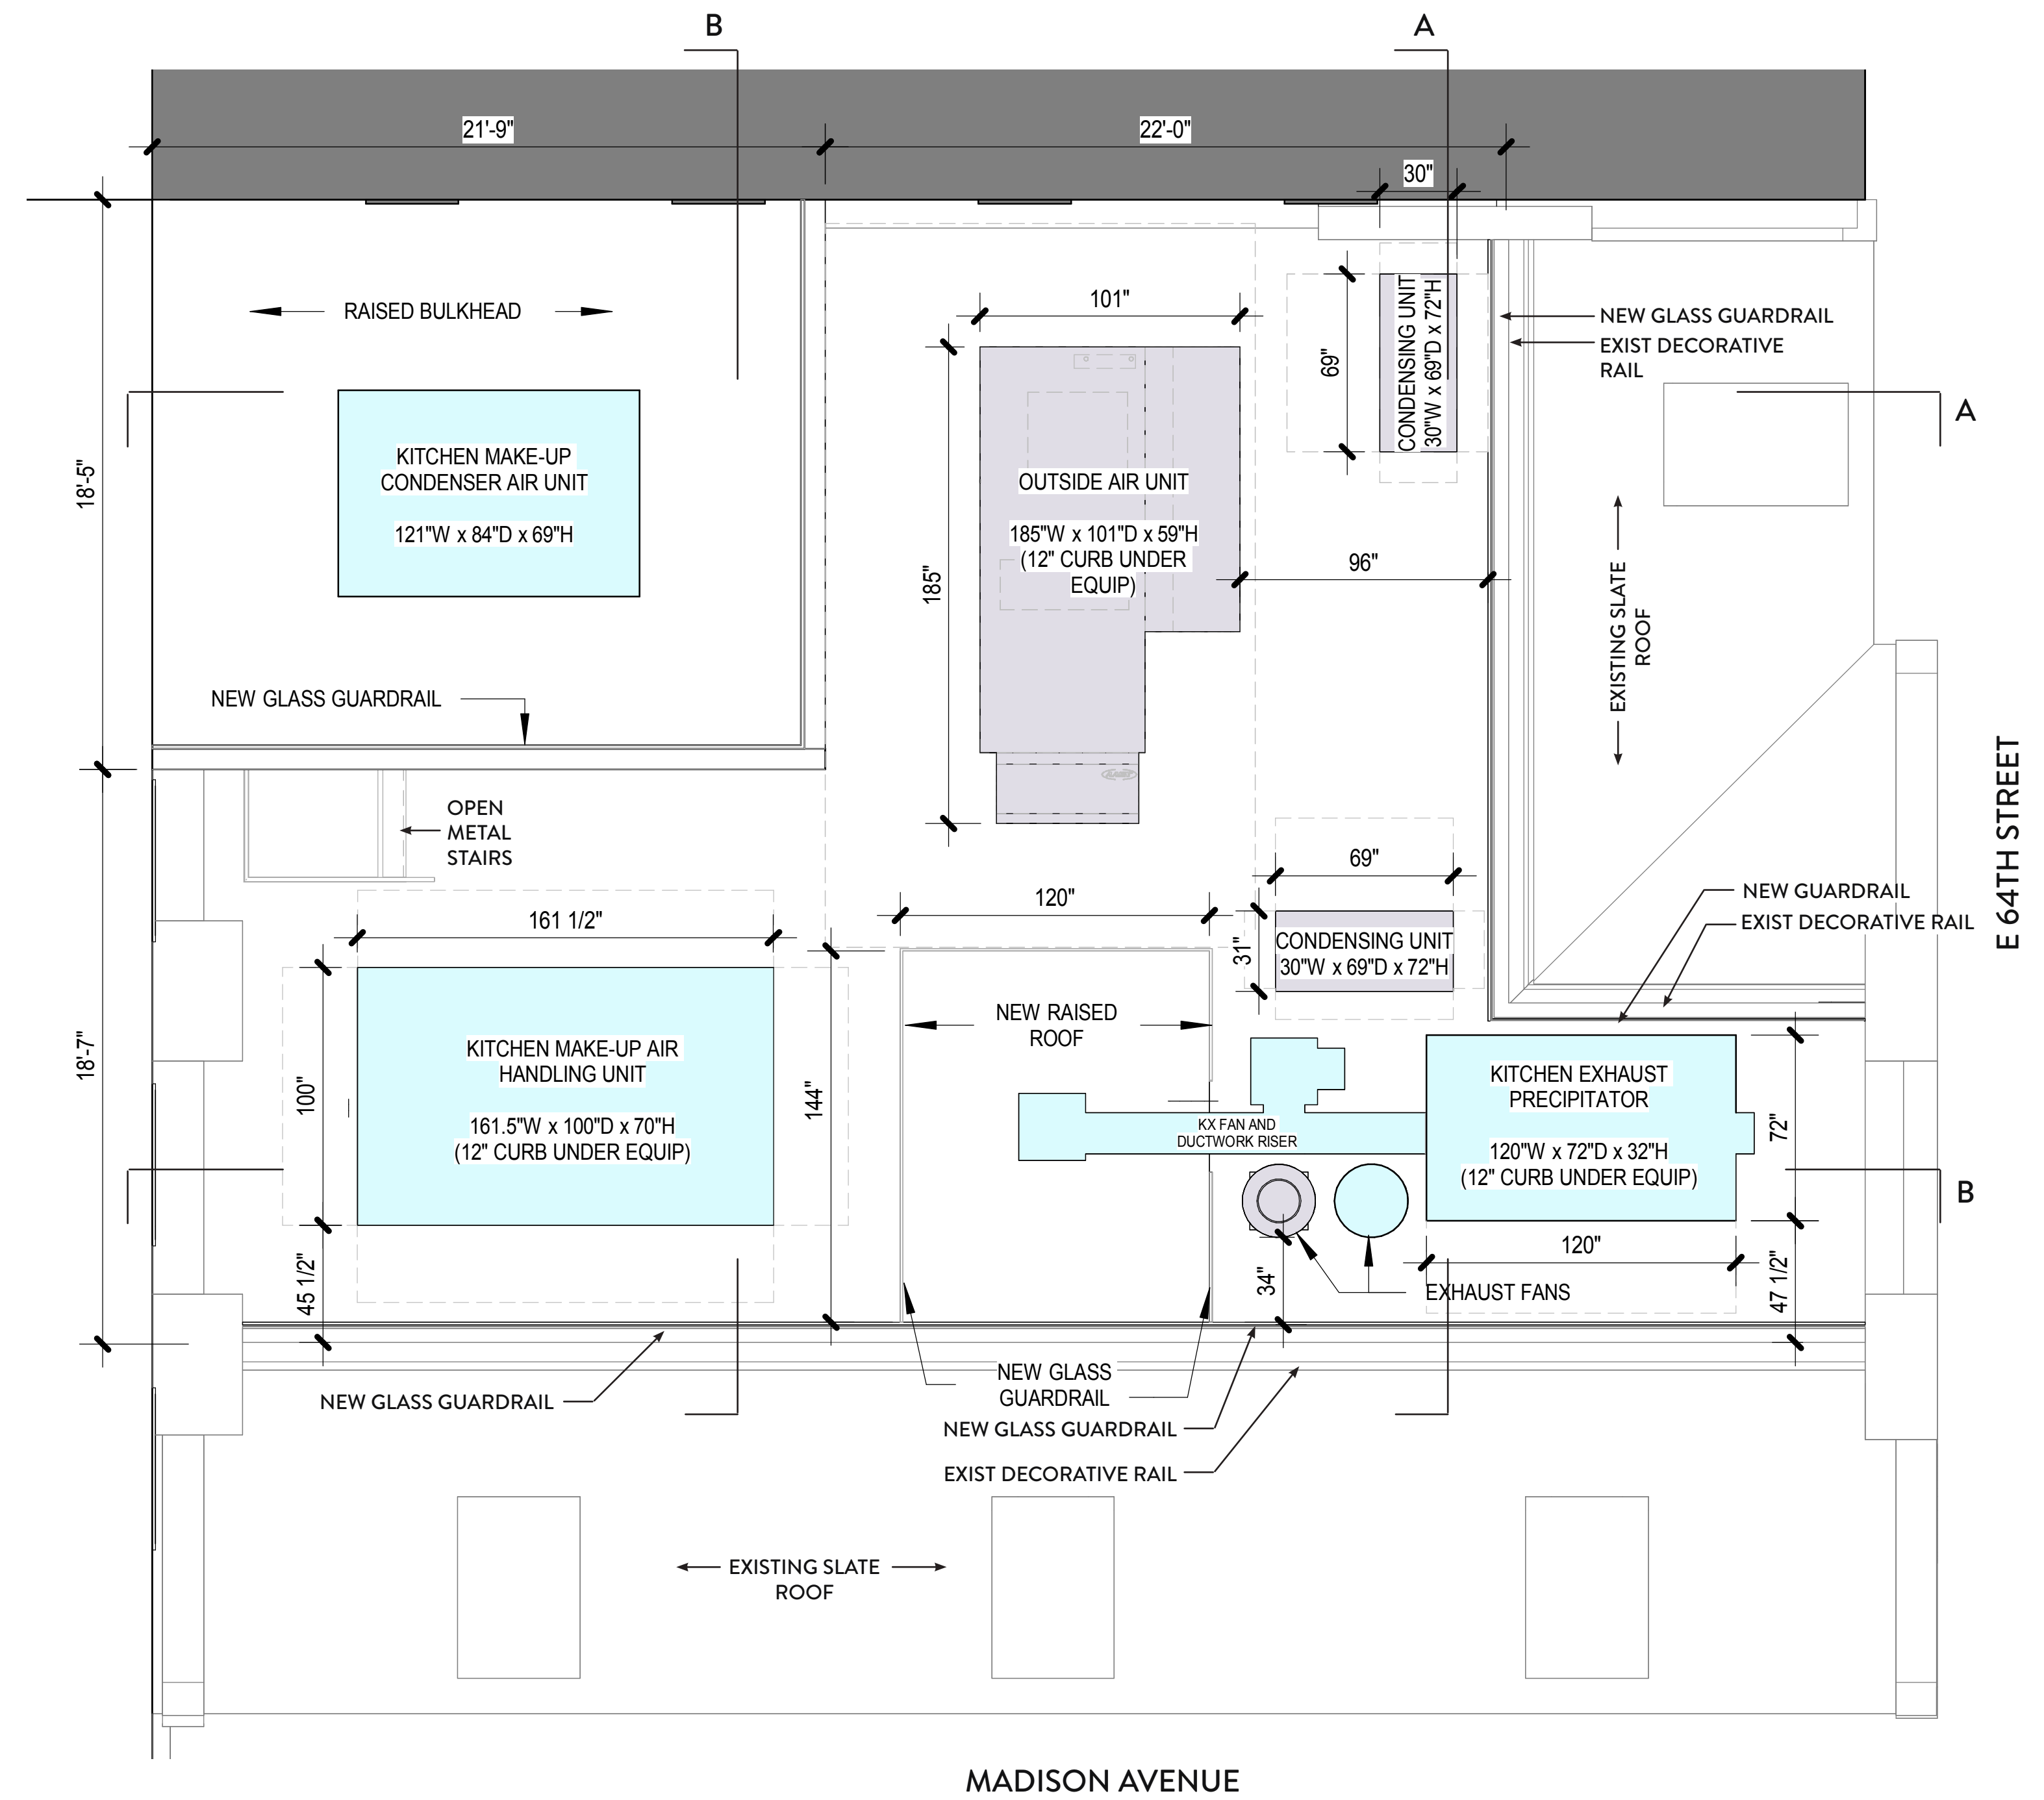 B
A
21'-9"
22'-0"
30"
RAISED BULKHEAD
101"
69"
CONDENSING UNIT
30"W x 69"D x 72"H
NEW GLASS GUARDRAIL
EXIST DECORATIVE
RAIL
A
KITCHEN MAKE-UP
CONDENSER AIR UNIT
121"W x 84"D x 69"H
18'-5"
OUTSIDE AIR UNIT
185"W x 101"D x 59"H
(12" CURB UNDER
EQUIP)
185"
96"
EXISTING SLATE
ROOF
NEW GLASS GUARDRAIL
OPEN
METAL
STAIRS
E 64TH STREET
69"
120"
161 1/2"
NEW GUARDRAIL
EXIST DECORATIVE RAIL
31"
CONDENSING UNIT
30"W x 69"D x 72"H
NEW RAISED
ROOF
18'-7"
100"
KITCHEN MAKE-UP AIR
HANDLING UNIT
161.5"W x 100"D x 70"H
(12" CURB UNDER EQUIP)
144"
KX FAN AND
DUCTWORK RISER
KITCHEN EXHAUST
PRECIPITATOR
120"W x 72"D x 32"H
(12" CURB UNDER EQUIP)
72"
B
120"
45 1/2"
34"
EXHAUST FANS
47 1/2"
NEW GLASS GUARDRAIL
NEW GLASS
GUARDRAIL
NEW GLASS GUARDRAIL
EXIST DECORATIVE RAIL
EXISTING SLATE
ROOF
MADISON AVENUE